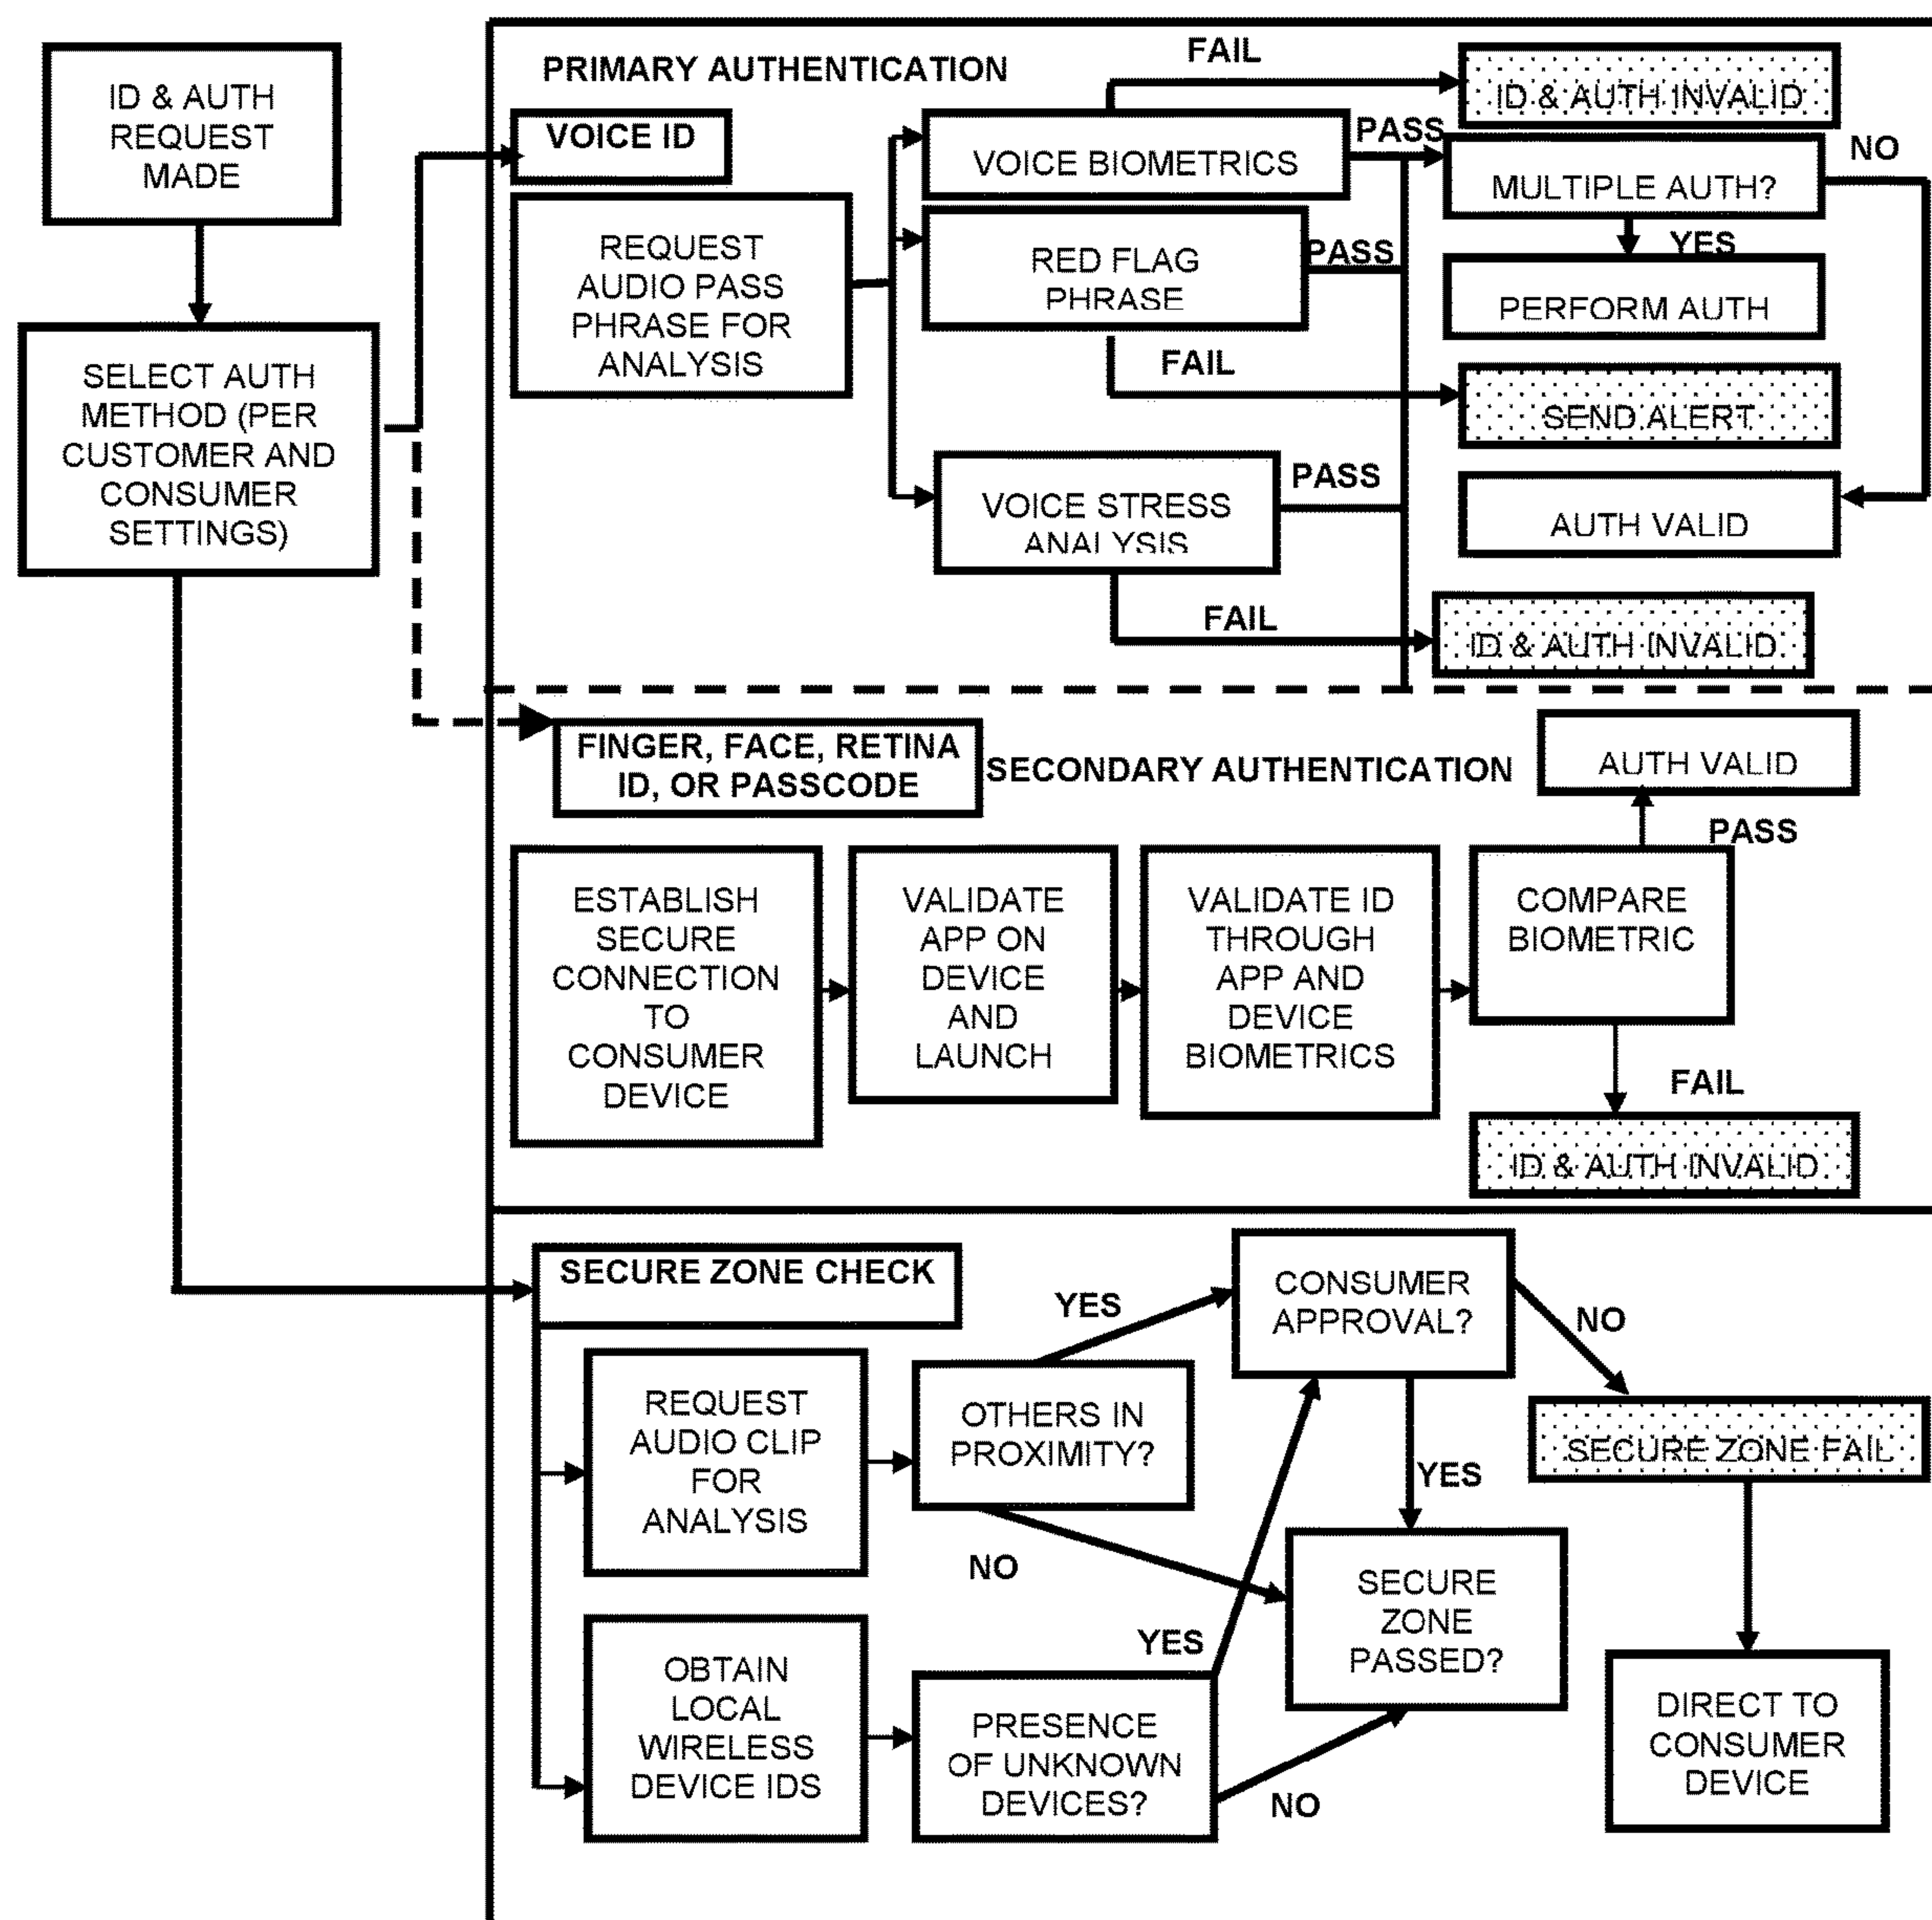 ID & AUTH
REQUEST
MADE
SELECT AUTH
METHOD (PER
CUSTOMER AND
CONSUMER
SETTINGS)
PRIMARY AUTHENTICATION
VOICE ID
REQUEST
AUDIO PASS
PHRASE FOR
ANALYSIS
VOICE BIOMETRICS
FAIL
PASS
RED FLAG
PHRASE
PASS
FAIL
VOICE STRESS
ANALYSIS
PASS
FAIL
ID & AUTH INVALID
MULTIPLE AUTH?
NO
YES
PERFORM AUTH
SEND ALERT
AUTH VALID
ID & AUTH INVALID
FINGER, FACE, RETINA
ID, OR PASSCODE
SECONDARY AUTHENTICATION
AUTH VALID
PASS
ESTABLISH
SECURE
CONNECTION
TO
CONSUMER
DEVICE
VALIDATE
APP ON
DEVICE
AND
LAUNCH
VALIDATE ID
THROUGH
APP AND
DEVICE
BIOMETRICS
COMPARE
BIOMETRIC
FAIL
ID & AUTH INVALID
SECURE ZONE CHECK
REQUEST
AUDIO CLIP
FOR
ANALYSIS
OTHERS IN
PROXIMITY?
YES
NO
CONSUMER
APPROVAL?
NO
YES
SECURE ZONE FAIL
OBTAIN
LOCAL
WIRELESS
DEVICE IDS
PRESENCE
OF UNKNOWN
DEVICES?
YES
NO
SECURE
ZONE
PASSED?
DIRECT TO
CONSUMER
DEVICE